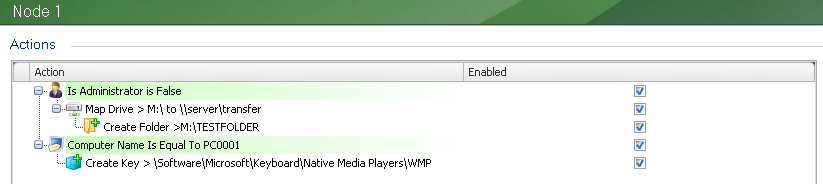 Node 1
Actions
Action Enabled
Is Administrator is False
Map Drive > M:\ to \\server\transfer
Create Folder >M:\TESTFOLDER
Computer Name Is Equal To PC0001
Create Key > \Software\Microsoft\Keyboard\Native Media Players\WMP